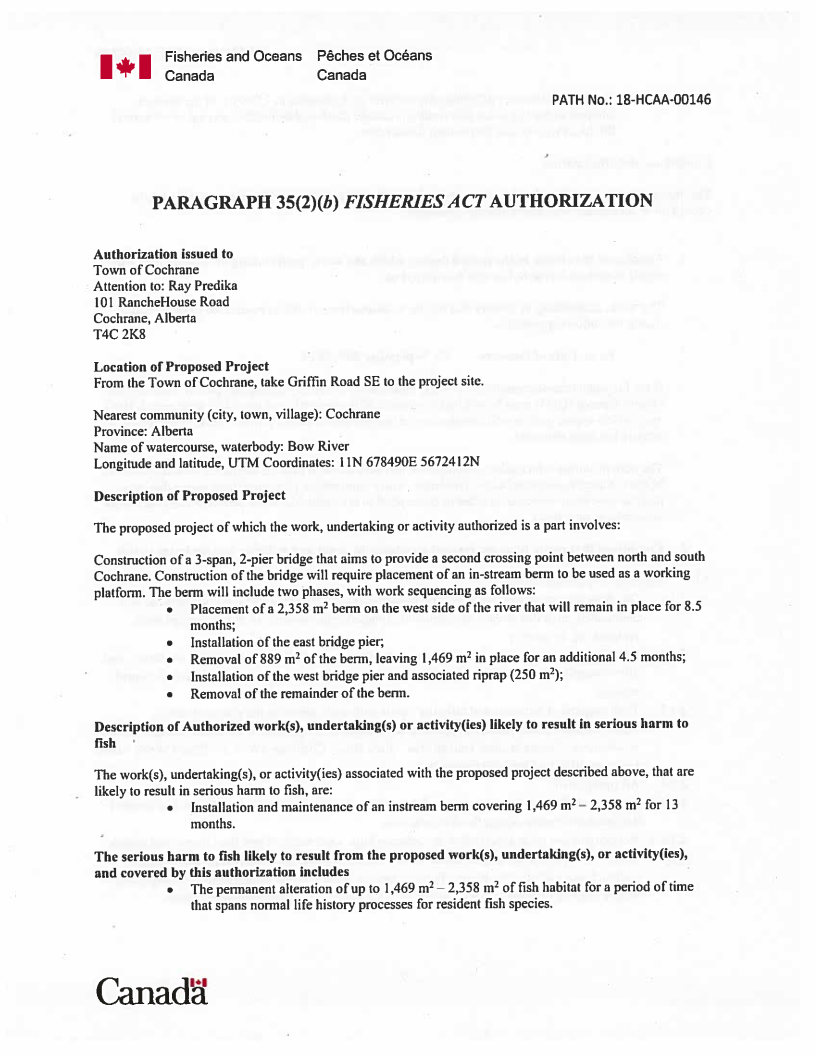 Fisheries and Oceans Pêches et Océans
Canada Canada
PATH No.: 18-HCAA-00146
PARAGRAPH 35(2)(b) FISHERIES ACT AUTHORIZATION
Authorization issued to
Town of Cochrane
Attention to: Ray Predika
101 RancheHouse Road
Cochrane, Alberta
T4C 2K8
Location of Proposed Project
From the Town of Cochrane, take Griffin Road SE to the project site.
Nearest community (city, town, village): Cochrane
Province: Alberta
Name of watercourse, waterbody: Bow River
Longitude and latitude, UTM Coordinates: 11N 678490E 5672412N
Description of Proposed Project
The proposed project of which the work, undertaking or activity authorized is a part involves:
Construction of a 3-span, 2-pier bridge that aims to provide a second crossing point between north and south
Cochrane. Construction of the bridge will require placement of an in-stream berm to be used as a working
platform. The berm will include two phases, with work sequencing as follows:
• Placement of a 2,358 m² berm on the west side of the river that will remain in place for 8.5
months;
• Installation of the east bridge pier;
• Removal of 889 m² of the berm, leaving 1,469 m² in place for an additional 4.5 months;
• Installation of the west bridge pier and associated riprap (250 m²);
• Removal of the remainder of the berm.
Description of Authorized work(s), undertaking(s) or activity(ies) likely to result in serious harm to
fish
The work(s), undertaking(s), or activity(ies) associated with the proposed project described above, that are
likely to result in serious harm to fish, are:
• Installation and maintenance of an instream berm covering 1,469 m² – 2,358 m² for 13
months.
The serious harm to fish likely to result from the proposed work(s), undertaking(s), or activity(ies),
and covered by this authorization includes
• The permanent alteration of up to 1,469 m² – 2,358 m² of fish habitat for a period of time
that spans normal life history processes for resident fish species.
Canada